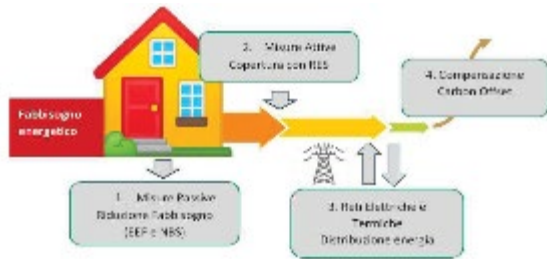 Fabbisogno
energetico
2. Misure Attive
Copertura con RES
4. Compensazione
Carbon Offset
1. Misure Passive
Riduzione Fabbisogno
(EEF e NBS)
3. Reti Elettriche e
Termiche
Distribuzione energia